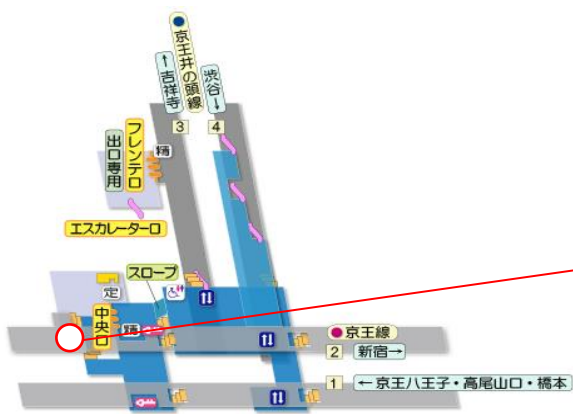 京王井の頭線
↑吉祥寺
渋谷↓
3
4
フレンテ口
出口専用
精
エスカレーター口
スロープ
定
中央口
精
京王線
2
新宿→
1
←京王八王子・高尾山口・橋本